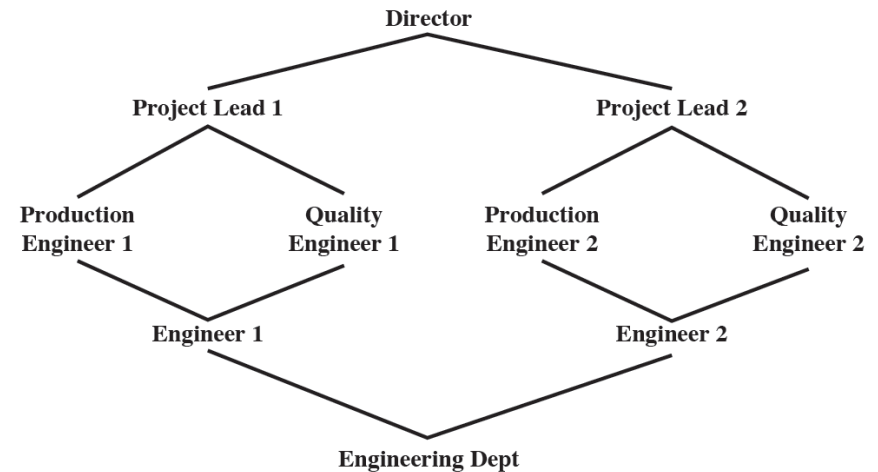 Director
Project Lead 1
Project Lead 2
Production
Engineer 1
Quality
Engineer 1
Production
Engineer 2
Quality
Engineer 2
Engineer 1
Engineer 2
Engineering Dept